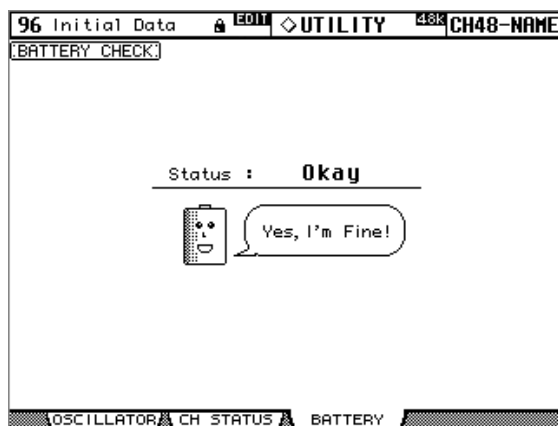 96 Initial Data EDIT ◇UTILITY 48K CH48-NAME
BATTERY CHECK
Status : Okay
Yes, I'm Fine!
OSCILLATOR CH STATUS BATTERY